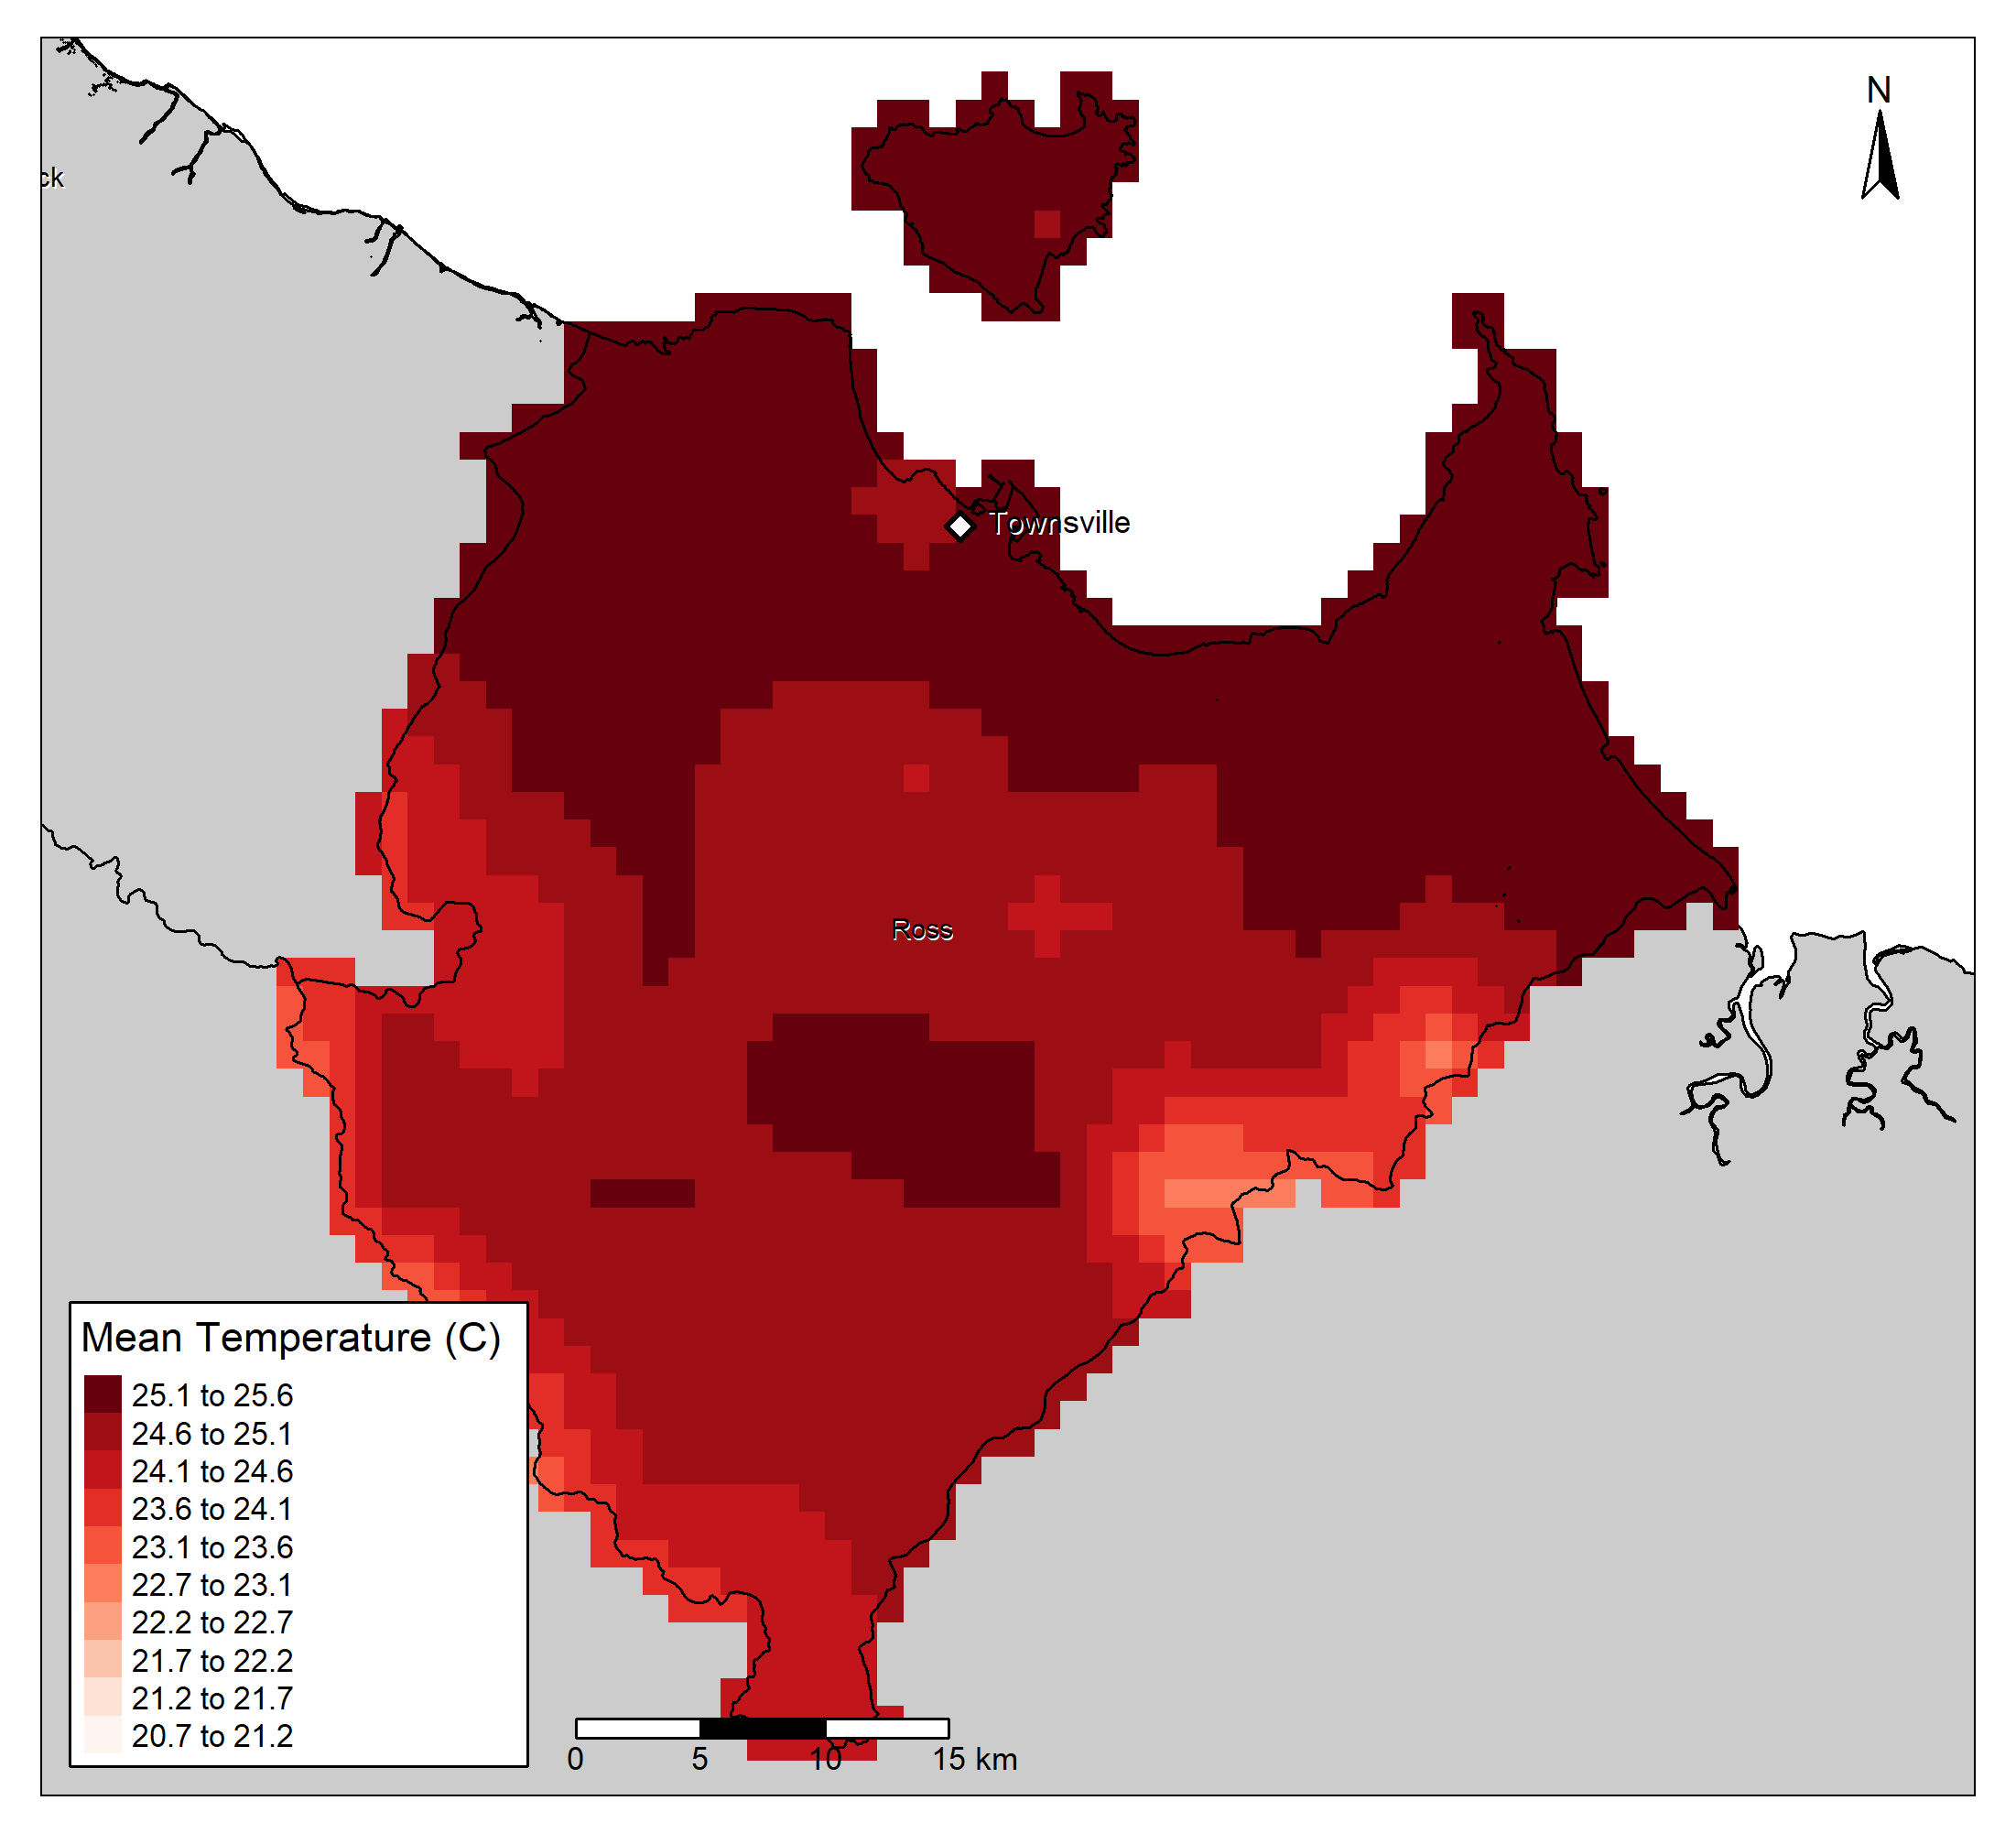 N
ck
Townsville
Ross
Mean Temperature (C)
25.1 to 25.6
24.6 to 25.1
24.1 to 24.6
23.6 to 24.1
23.1 to 23.6
22.7 to 23.1
22.2 to 22.7
21.7 to 22.2
21.2 to 21.7
20.7 to 21.2
0 5 10 15 km